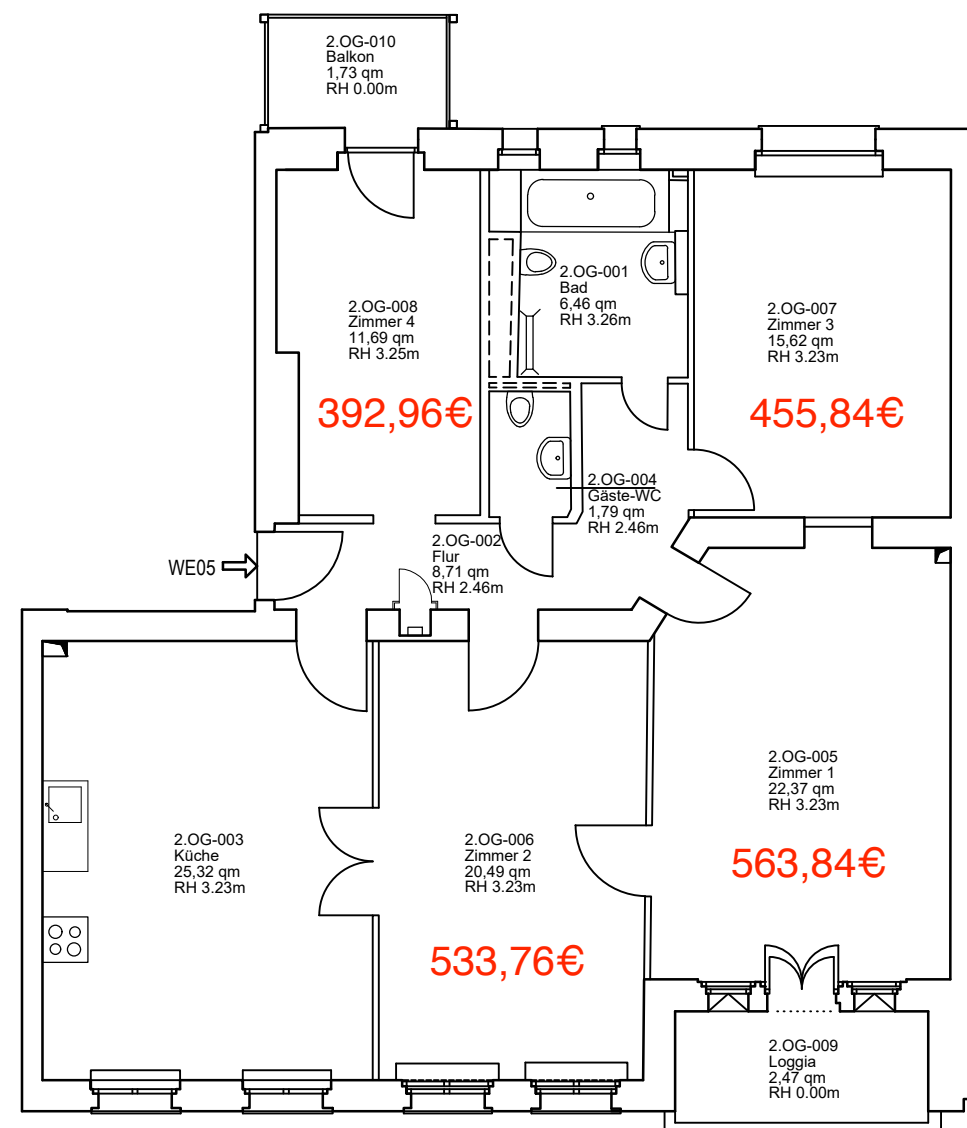 2.OG-010
Balkon
1,73 qm
RH 0.00m
2.OG-008
Zimmer 4
11,69 qm
RH 3.25m
392,96€
2.OG-001
Bad
6,46 qm
RH 3.26m
2.OG-007
Zimmer 3
15,62 qm
RH 3.23m
455,84€
2.OG-004
Gäste-WC
1,79 qm
RH 2.46m
2.OG-002
Flur
8,71 qm
RH 2.46m
WE05
2.OG-003
Küche
25,32 qm
RH 3.23m
2.OG-006
Zimmer 2
20,49 qm
RH 3.23m
533,76€
2.OG-005
Zimmer 1
22,37 qm
RH 3.23m
563,84€
2.OG-009
Loggia
2,47 qm
RH 0.00m